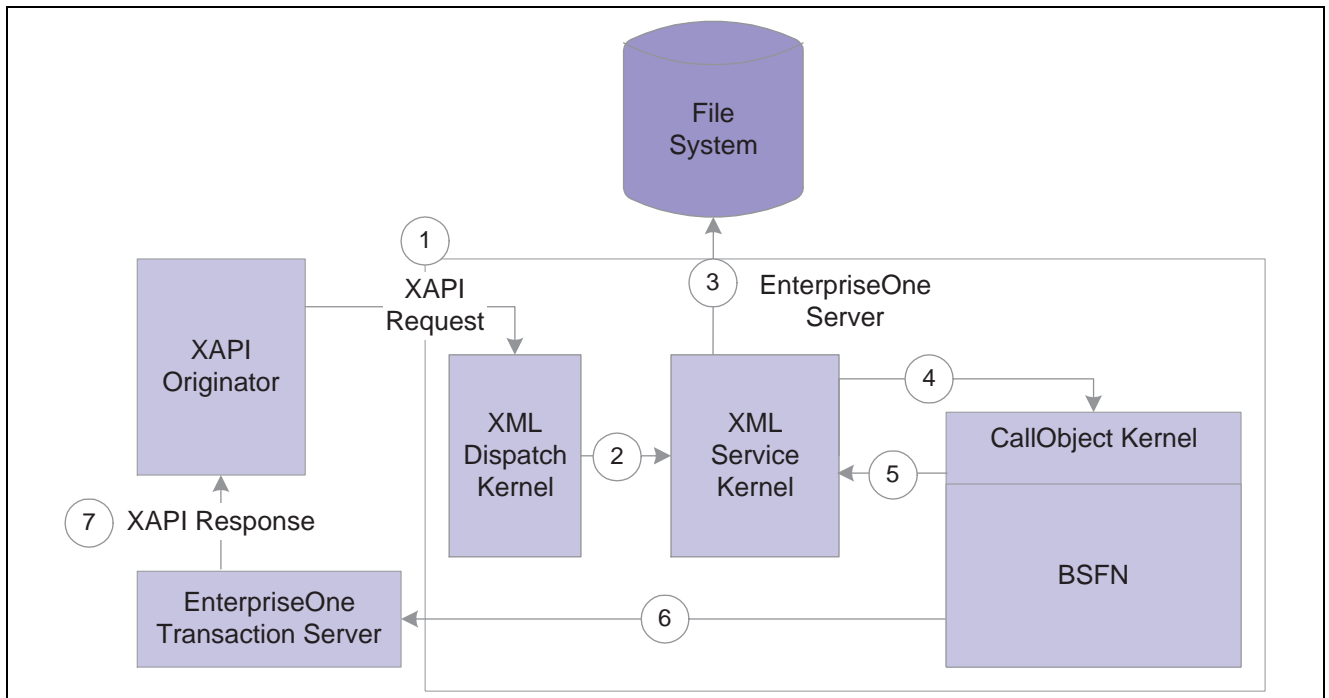 File
System
1
XAPI
Request
3
EnterpriseOne
Server
XAPI
Originator
XML
Dispatch
Kernel
2
XML
Service
Kernel
4
CallObject Kernel
5
BSFN
7
XAPI Response
EnterpriseOne
Transaction Server
6